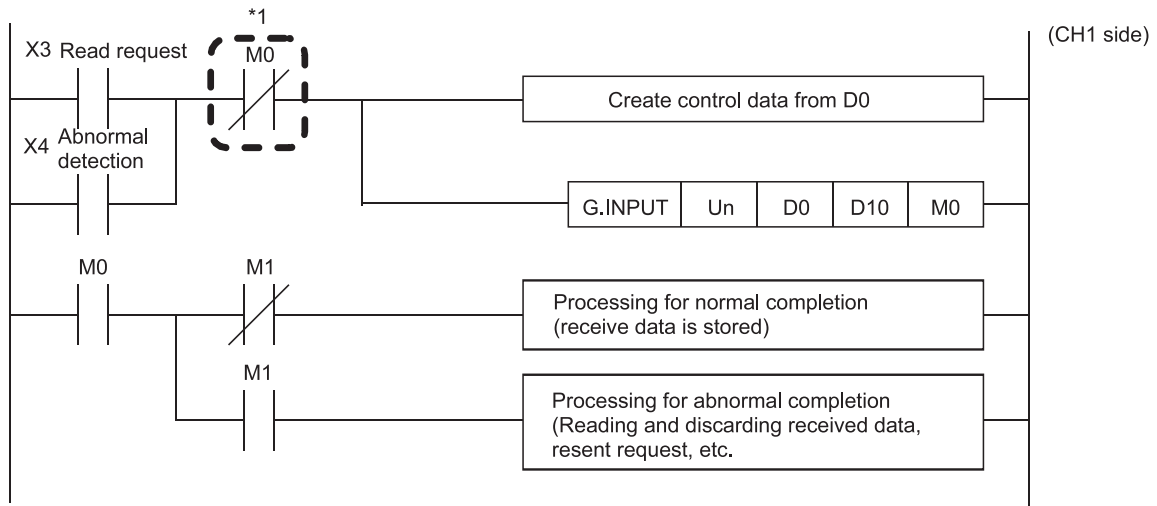 *1
(CH1 side)
X3 Read request
M0
Create control data from D0
X4 Abnormal
detection
G.INPUT Un D0 D10 M0
M0
M1
Processing for normal completion
(receive data is stored)
M1
Processing for abnormal completion
(Reading and discarding received data,
resent request, etc.